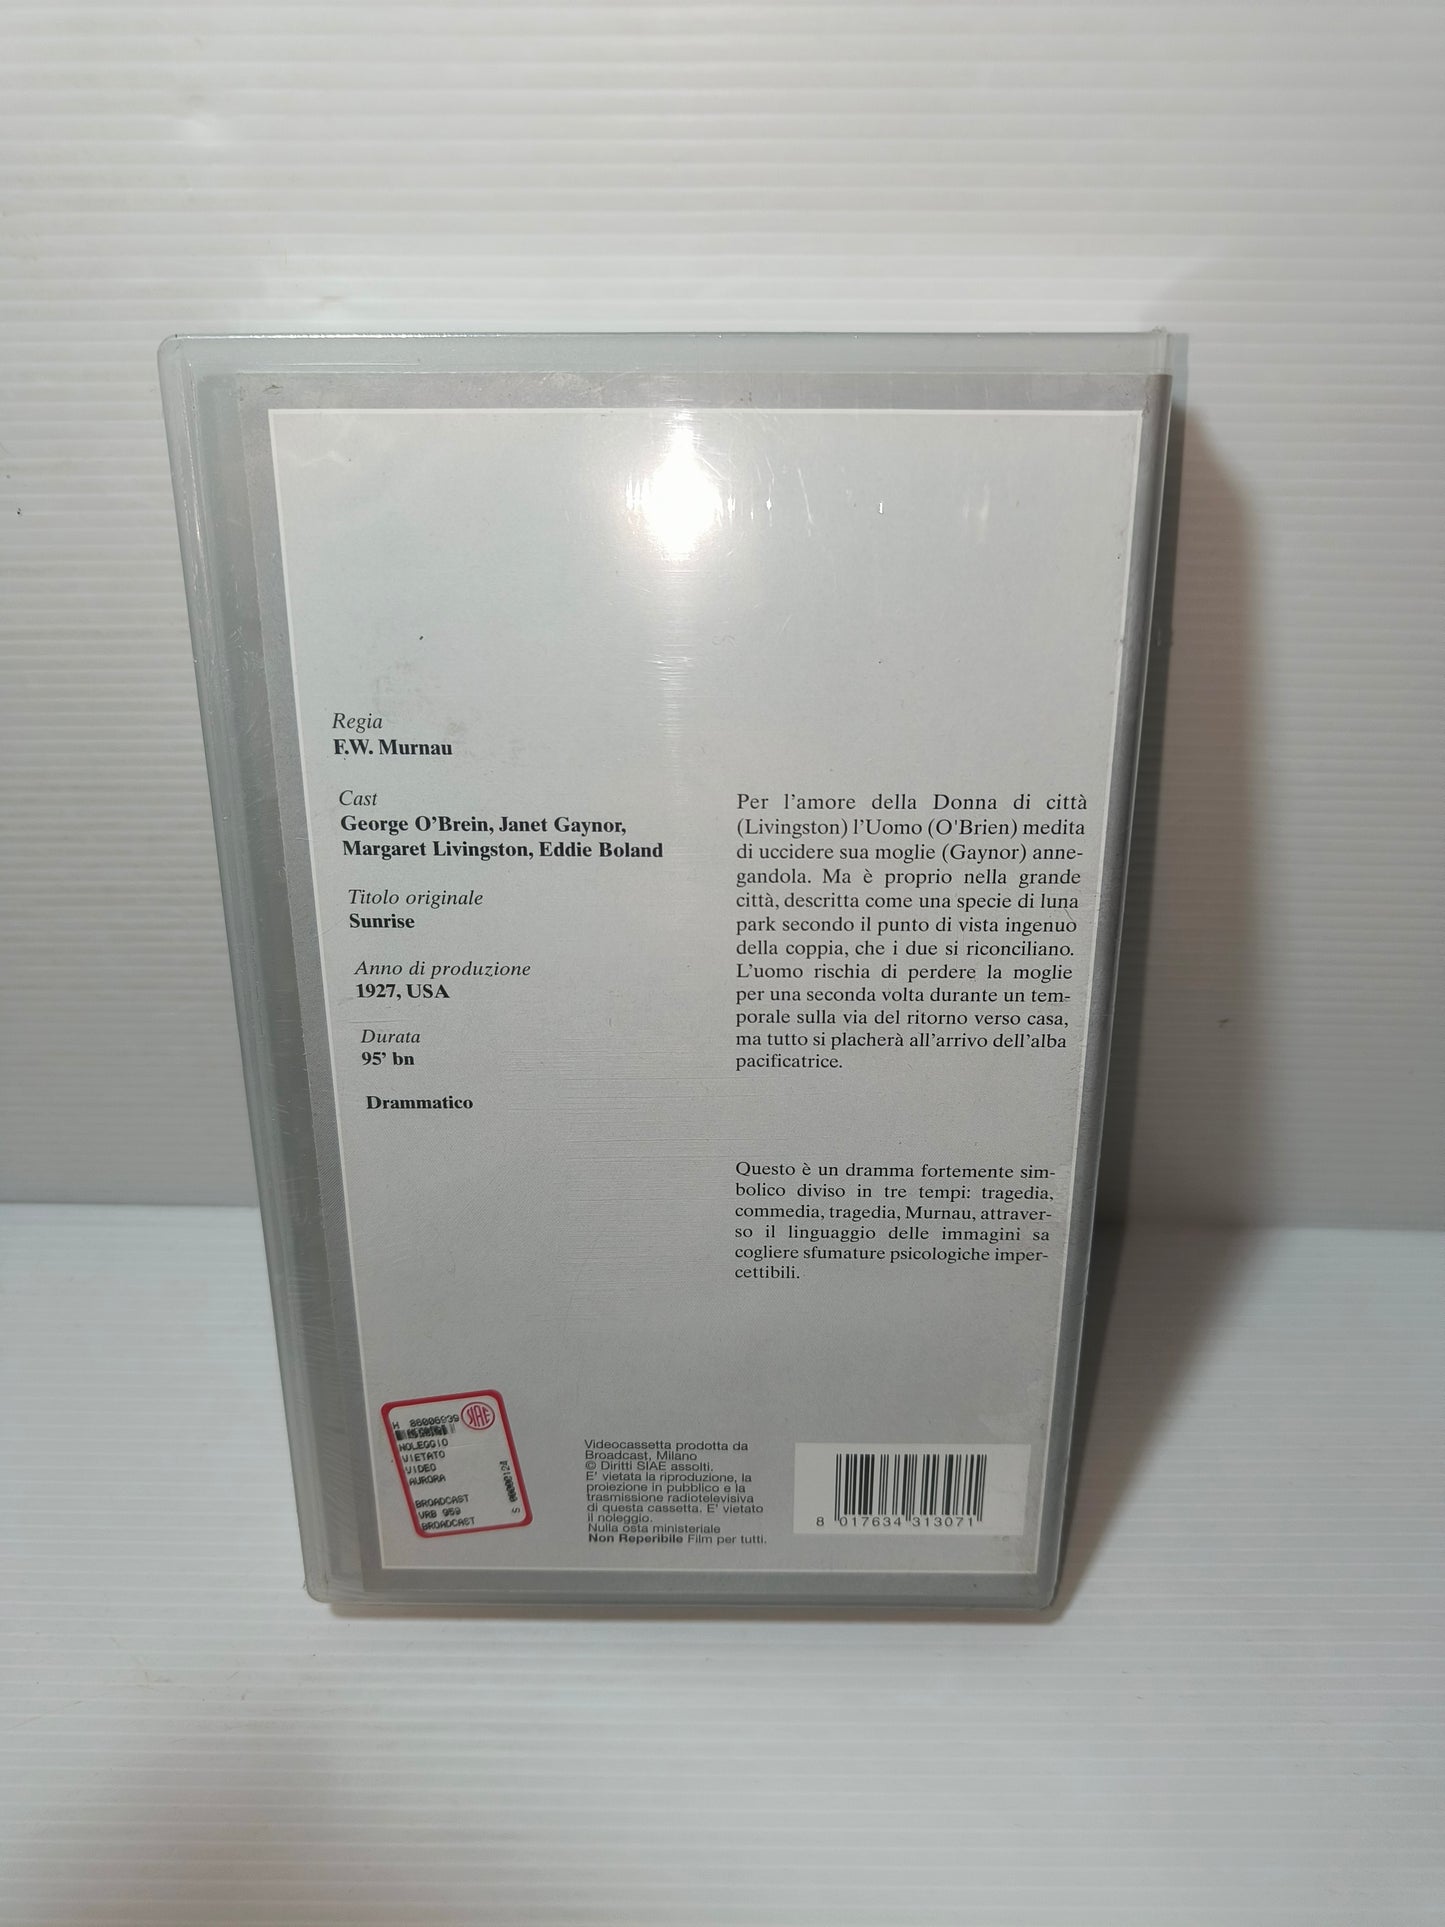 Regia
F.W. Murnau
Cast
George O'Brein, Janet Gaynor,
Margaret Livingston, Eddie Boland
Titolo originale
Sunrise
Anno di produzione
1927, USA
Durata
95' bn
Drammatico
Per l'amore della Donna di città
(Livingston) l'Uomo (O'Brien) medita
di uccidere sua moglie (Gaynor) anne-
gandola. Ma è proprio nella grande
città, descritta come una specie di luna
park secondo il punto di vista ingenuo
della coppia, che i due si riconciliano.
L'uomo rischia di perdere la moglie
per una seconda volta durante un tem-
porale sulla via del ritorno verso casa,
ma tutto si placherà all'arrivo dell'alba
pacificatrice.
Questo è un dramma fortemente sim-
bolico diviso in tre tempi: tragedia,
commedia, tragedia, Murnau, attraver-
so il linguaggio delle immagini sa
cogliere sfumature psicologiche imper-
cettibili.
H 86006939
SIAE
NOLEGGIO
VIETATO
VIDEO
AURORA
BROADCAST
VRB 959
BROADCAST
S 00000124
Videocassetta prodotta da
Broadcast, Milano
© Diritti SIAE assolti.
E' vietata la riproduzione, la
proiezione in pubblico e la
trasmissione radiotelevisiva
di questa cassetta. E' vietato
il noleggio.
Nulla osta ministeriale
Non Reperibile Film per tutti.
8 017634 313071